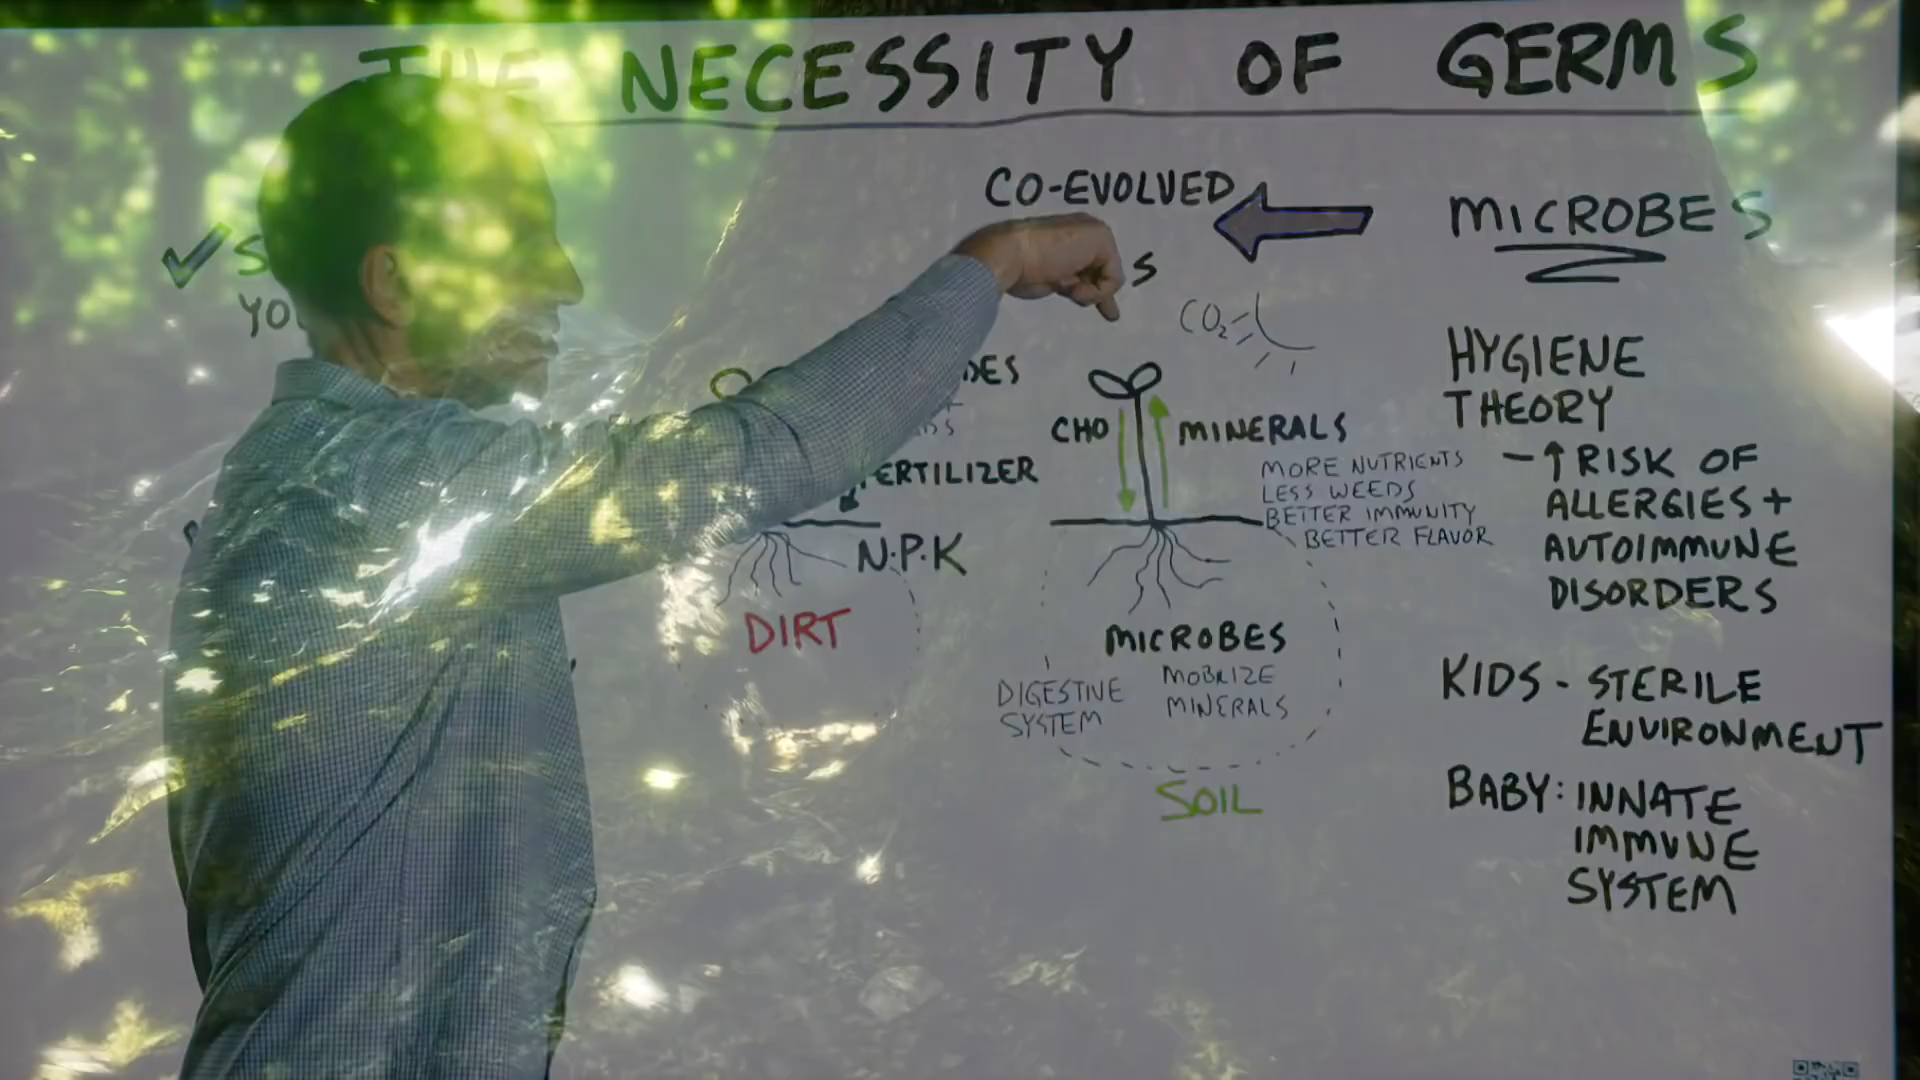 THE NECESSITY OF GERMS
CO-EVOLVED
MICROBES
CO₂
HYGIENE
THEORY
CHO
MINERALS
MORE NUTRIENTS
LESS WEEDS
BETTER IMMUNITY
BETTER FLAVOR
-↑ RISK OF
ALLERGIES +
AUTOIMMUNE
DISORDERS
N.P.K
DIRT
MICROBES
DIGESTIVE
SYSTEM
MOBILIZE
MINERALS
SOIL
KIDS - STERILE
ENVIRONMENT
BABY: INNATE
IMMUNE
SYSTEM